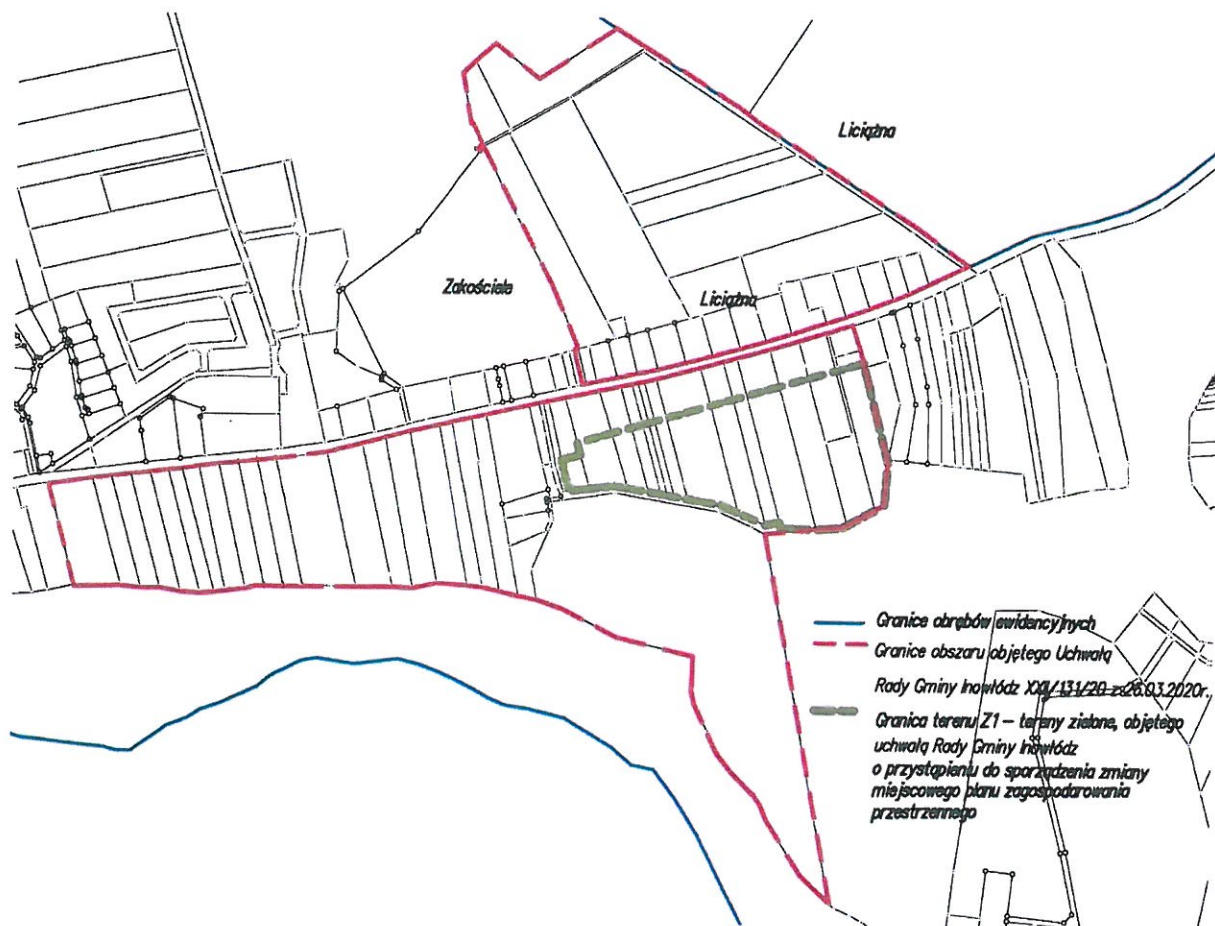 Liciążna
Zakościele
Liciążna
Granice obrębów ewidencyjnych
Granice obszaru objętego Uchwałą
Rady Gminy Inowłódz XXI/131/20 z 26.03.2020r.
Granica terenu Z1 – tereny zielone, objętego
uchwałą Rady Gminy Inowłódz
o przystąpieniu do sporządzenia zmiany
miejscowego planu zagospodarowania
przestrzennego